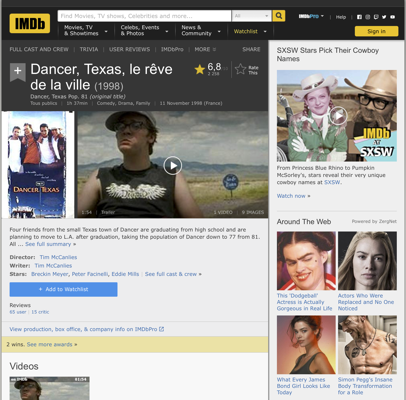 IMDb
Find Movies, TV shows, Celebrities and more...
All
IMDbPro
Help
Movies, TV
& Showtimes
Celebs, Events
& Photos
News &
Community
Watchlist
Sign in
FULL CAST AND CREW | TRIVIA | USER REVIEWS | IMDbPro | MORE
SHARE
Dancer, Texas, le rêve
de la ville (1998)
Dancer, Texas Pop. 81 (original title)
Tous publics | 1h 37min | Comedy, Drama, Family | 11 November 1998 (France)
6,8
Rate
This
DANCER, TEXAS
1:54 | Trailer
1 VIDEO | 9 IMAGES
Four friends from the small Texas town of Dancer are graduating from high school and are
planning to move to L.A. after graduation, taking the population of Dancer down to 77 from 81.
All ... See full summary »
Director: Tim McCanlies
Writer: Tim McCanlies
Stars: Breckin Meyer, Peter Facinelli, Eddie Mills | See full cast & crew »
+ Add to Watchlist
Reviews
65 user | 15 critic
View production, box office, & company info on IMDbPro
2 wins. See more awards »
Videos
SXSW Stars Pick Their Cowboy
Names
IMDb
AT
SXSW
From Princess Blue Rhino to Pumpkin
McSorley's, stars reveal their very unique
cowboy names at SXSW.
Watch now »
Around The Web
Powered by ZergNet
This 'Dodgeball'
Actress is Actually
Gorgeous in Real Life
Actors Who Were
Replaced and No One
Noticed
What Every James
Bond Girl Looks Like
Simon Pegg's Insane
Body Transformation
for a Role